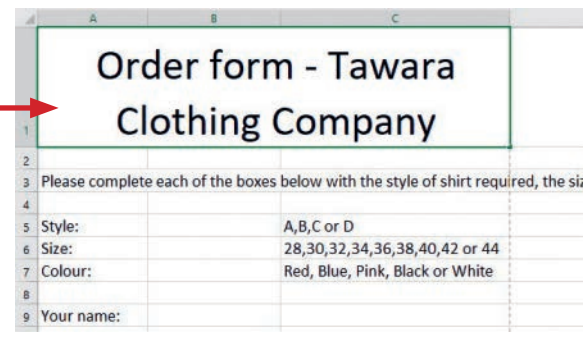 A B C
1 Order form - Tawara
Clothing Company
2
3 Please complete each of the boxes below with the style of shirt required, the
4
5 Style: A,B,C or D
6 Size: 28,30,32,34,36,38,40,42 or 44
7 Colour: Red, Blue, Pink, Black or White
8
9 Your name: